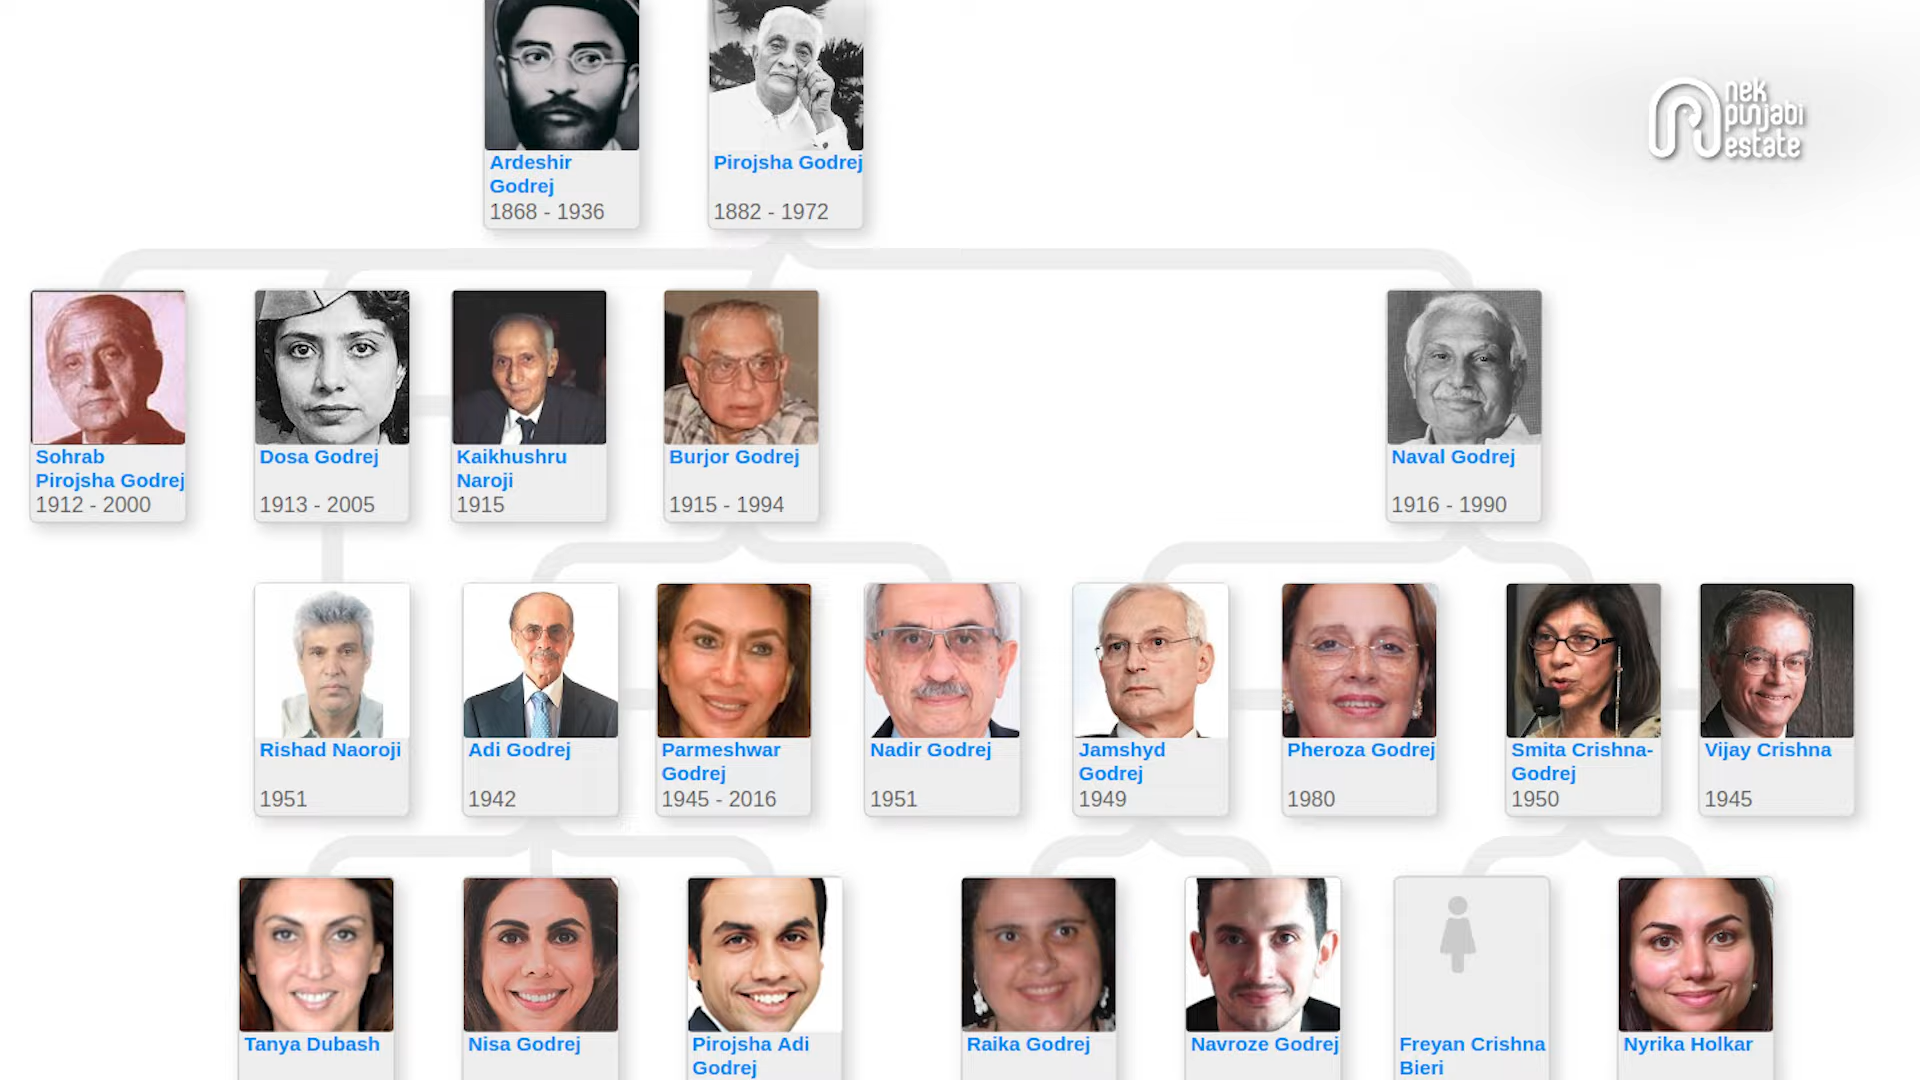 nek
punjabi
estate
Ardeshir
Godrej
1868 - 1936
Pirojsha Godrej
1882 - 1972
Sohrab
Pirojsha Godrej
1912 - 2000
Dosa Godrej
1913 - 2005
Kaikhushru
Naroji
1915
Burjor Godrej
1915 - 1994
Naval Godrej
1916 - 1990
Rishad Naoroji
1951
Adi Godrej
1942
Parmeshwar
Godrej
1945 - 2016
Nadir Godrej
1951
Jamshyd
Godrej
1949
Pheroza Godrej
1980
Smita Crishna-
Godrej
1950
Vijay Crishna
1945
Tanya Dubash
Nisa Godrej
Pirojsha Adi
Godrej
Raika Godrej
Navroze Godrej
Freyan Crishna
Bieri
Nyrika Holkar